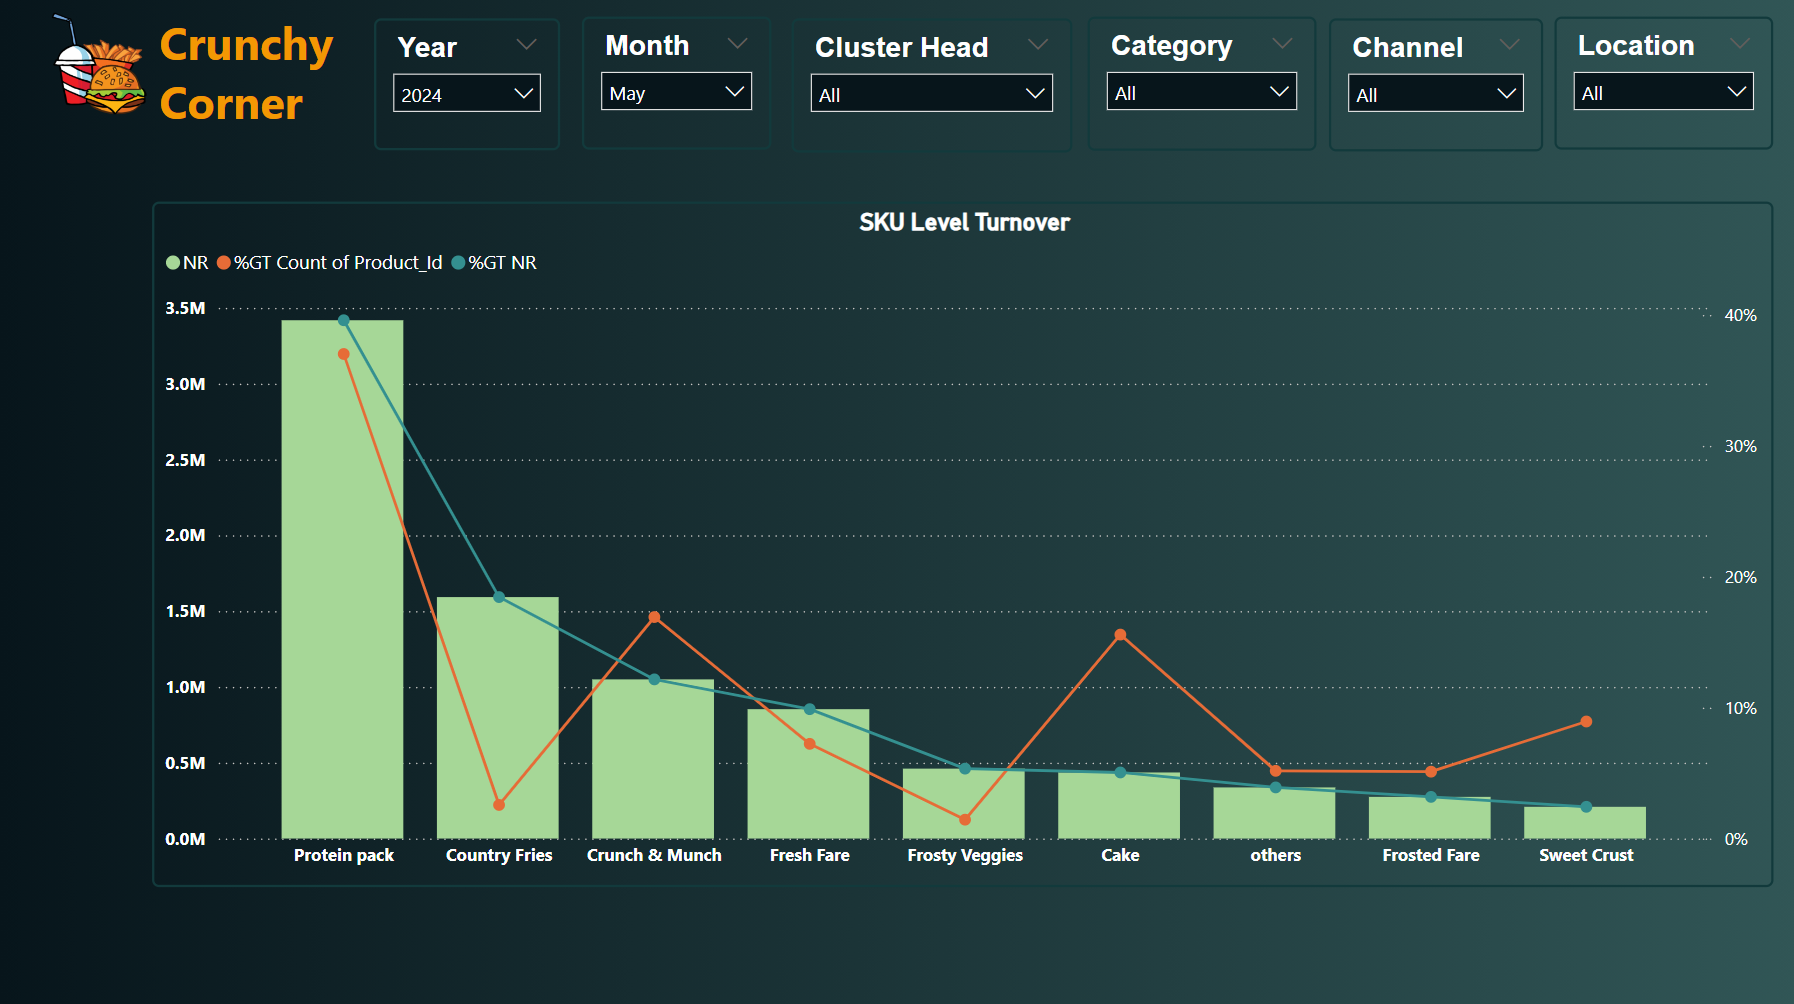 Crunchy
Corner
Year
2024
Month
May
Cluster Head
All
Category
All
Channel
All
Location
All
SKU Level Turnover
NR %GT Count of Product_Id %GT NR
3.5M
3.0M
2.5M
2.0M
1.5M
1.0M
0.5M
0.0M
40%
30%
20%
10%
0%
Protein pack Country Fries Crunch & Munch Fresh Fare Frosty Veggies Cake others Frosted Fare Sweet Crust